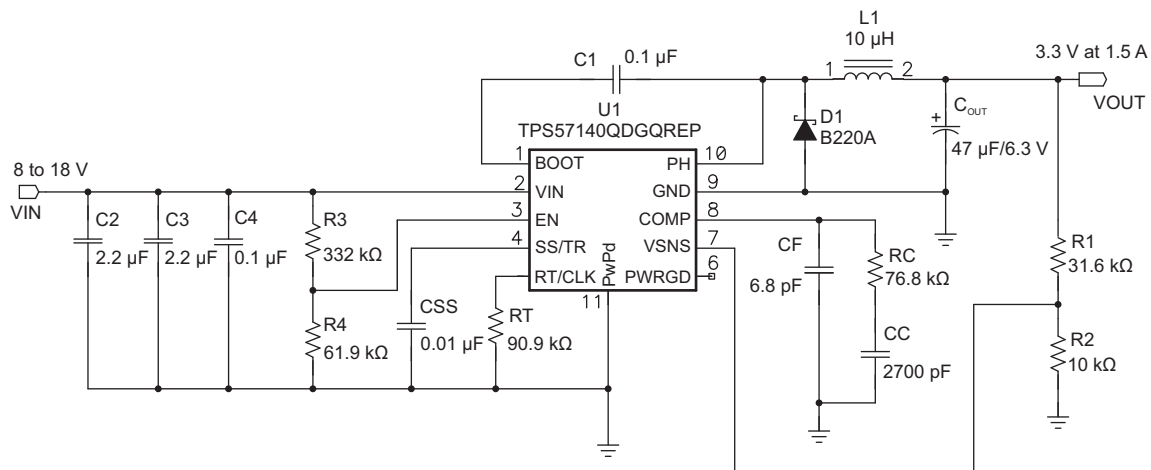 L1
10 µH
1
2
3.3 V at 1.5 A
VOUT
C1
0.1 µF
U1
TPS57140QDGQREP
D1
B220A
C_OUT
+
47 µF/6.3 V
8 to 18 V
VIN
1
BOOT
2
VIN
3
EN
4
SS/TR
RT/CLK
PwPd
11
10
PH
9
GND
8
COMP
7
VSNS
6
PWRGD
C2
2.2 µF
C3
2.2 µF
C4
0.1 µF
R3
332 kΩ
R4
61.9 kΩ
CSS
0.01 µF
RT
90.9 kΩ
CF
6.8 pF
RC
76.8 kΩ
CC
2700 pF
R1
31.6 kΩ
R2
10 kΩ